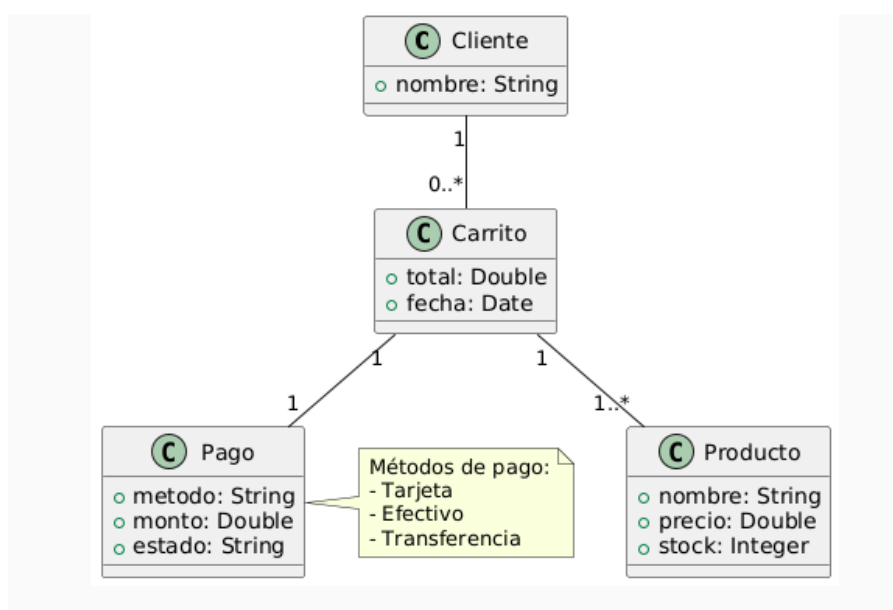 C Cliente
nombre: String
1
0..*
C Carrito
total: Double
fecha: Date
1
1
1
1..*
C Pago
metodo: String
monto: Double
estado: String
Métodos de pago:
- Tarjeta
- Efectivo
- Transferencia
C Producto
nombre: String
precio: Double
stock: Integer